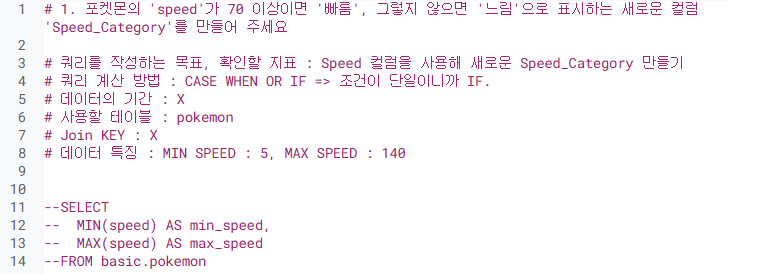 1 # 1. 포켓몬의 'speed'가 70 이상이면 '빠름', 그렇지 않으면 '느림'으로 표시하는 새로운 컬럼
'Speed_Category'를 만들어 주세요
2
3 # 쿼리를 작성하는 목표, 확인할 지표 : Speed 컬럼을 사용해 새로운 Speed_Category 만들기
4 # 쿼리 계산 방법 : CASE WHEN OR IF => 조건이 단일이니까 IF.
5 # 데이터의 기간 : X
6 # 사용할 테이블 : pokemon
7 # Join KEY : X
8 # 데이터 특징 : MIN SPEED : 5, MAX SPEED : 140
9
10
11 --SELECT
12 --  MIN(speed) AS min_speed,
13 --  MAX(speed) AS max_speed
14 --FROM basic.pokemon